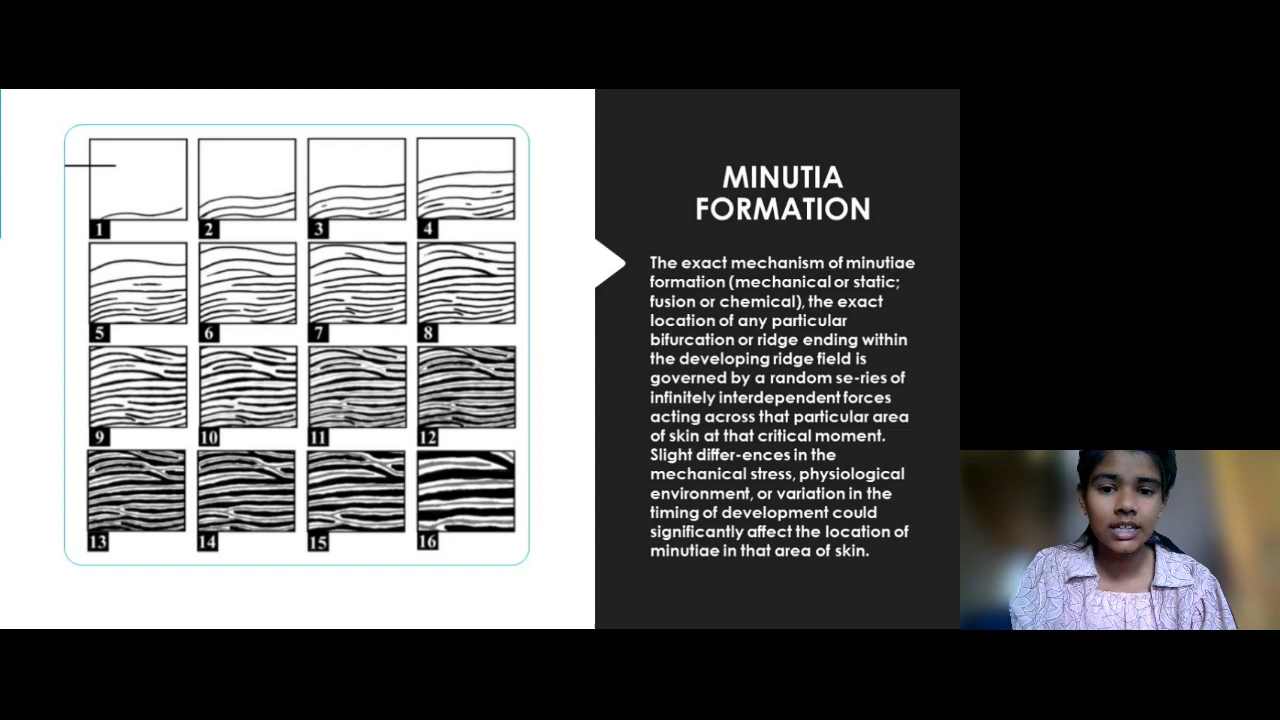 1
2
3
4
5
6
7
8
9
10
11
12
13
14
15
16
MINUTIA
FORMATION
The exact mechanism of minutiae
formation (mechanical or static;
fusion or chemical), the exact
location of any particular
bifurcation or ridge ending within
the developing ridge field is
governed by a random se-ries of
infinitely interdependent forces
acting across that particular area
of skin at that critical moment.
Slight differ-ences in the
mechanical stress, physiological
environment, or variation in the
timing of development could
significantly affect the location of
minutiae in that area of skin.